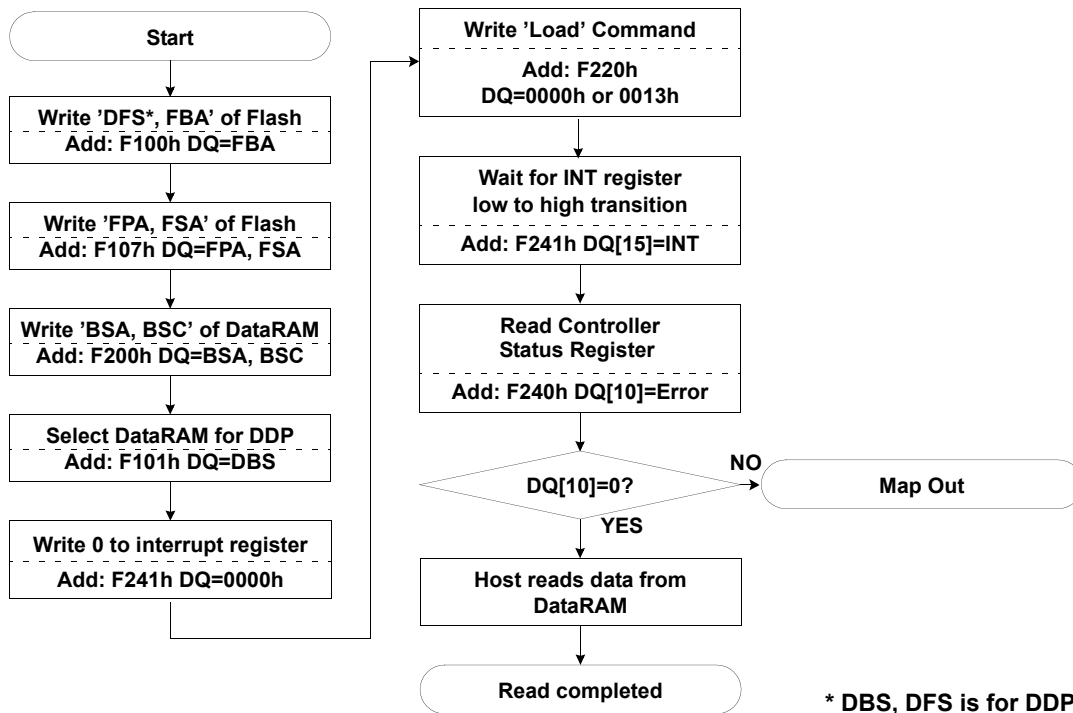 Start
Write ’DFS*, FBA’ of Flash
Add: F100h DQ=FBA
Write ’FPA, FSA’ of Flash
Add: F107h DQ=FPA, FSA
Write ’BSA, BSC’ of DataRAM
Add: F200h DQ=BSA, BSC
Select DataRAM for DDP
Add: F101h DQ=DBS
Write 0 to interrupt register
Add: F241h DQ=0000h
Write ’Load’ Command
Add: F220h
DQ=0000h or 0013h
Wait for INT register
low to high transition
Add: F241h DQ[15]=INT
Read Controller
Status Register
Add: F240h DQ[10]=Error
DQ[10]=0?
NO
Map Out
YES
Host reads data from
DataRAM
Read completed
* DBS, DFS is for DDP